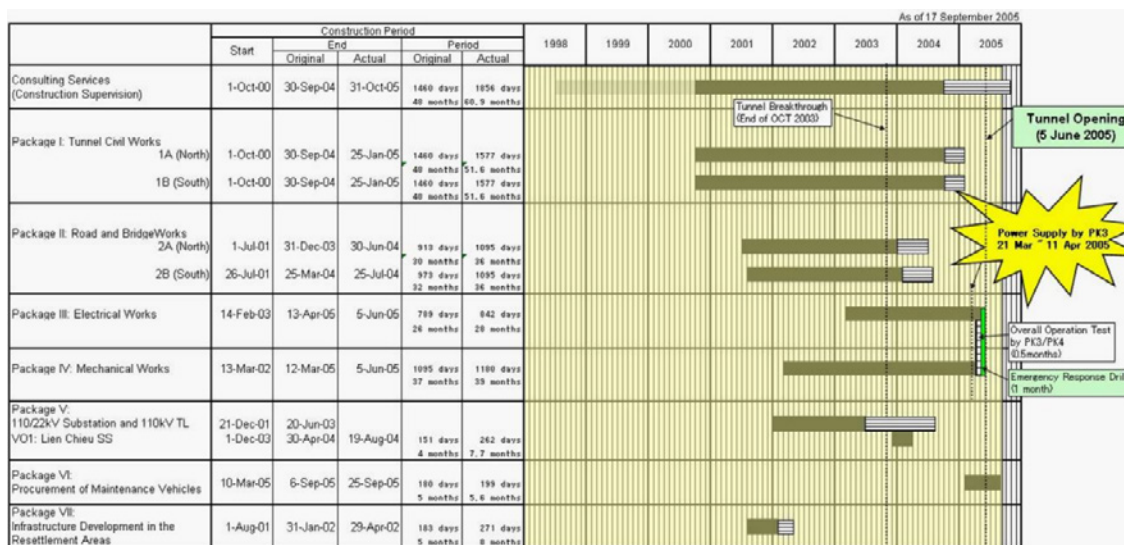 As of 17 September 2005
Construction Period
Start End Period 1998 1999 2000 2001 2002 2003 2004 2005
Original Actual Original Actual
Consulting Services
(Construction Supervision) 1-Oct-00 30-Sep-04 31-Oct-05 1460 days 1856 days
48 months 60.9 months
Tunnel Breakthrough
(End of OCT 2003)
Tunnel Opening
(5 June 2005)
Package I: Tunnel Civil Works
1A (North) 1-Oct-00 30-Sep-04 25-Jan-05 1460 days 1577 days
48 months 51.6 months
1B (South) 1-Oct-00 30-Sep-04 25-Jan-05 1460 days 1577 days
48 months 51.6 months
Power Supply by PK3
21 Mar ~ 11 Apr 2005
Package II: Road and BridgeWorks
2A (North) 1-Jul-01 31-Dec-03 30-Jun-04 913 days 1095 days
30 months 36 months
2B (South) 26-Jul-01 25-Mar-04 25-Jul-04 973 days 1095 days
32 months 36 months
Package III: Electrical Works 14-Feb-03 13-Apr-05 5-Jun-05 789 days 842 days
26 months 28 months
Overall Operation Test
by PK3/PK4
(0.5months)
Package IV: Mechanical Works 13-Mar-02 12-Mar-05 5-Jun-05 1095 days 1180 days
37 months 39 months
Emergency Response Dril
(1 month)
Package V:
110/22kV Substation and 110kV TL 21-Dec-01 20-Jun-03
VO1: Lien Chieu SS 1-Dec-03 30-Apr-04 19-Aug-04 151 days 262 days
4 months 7.7 months
Package VI:
Procurement of Maintenance Vehicles 10-Mar-05 6-Sep-05 25-Sep-05 180 days 199 days
5 months 5.6 months
Package VII:
Infrastructure Development in the
Resettlement Areas 1-Aug-01 31-Jan-02 29-Apr-02 183 days 271 days
5 months 8 months